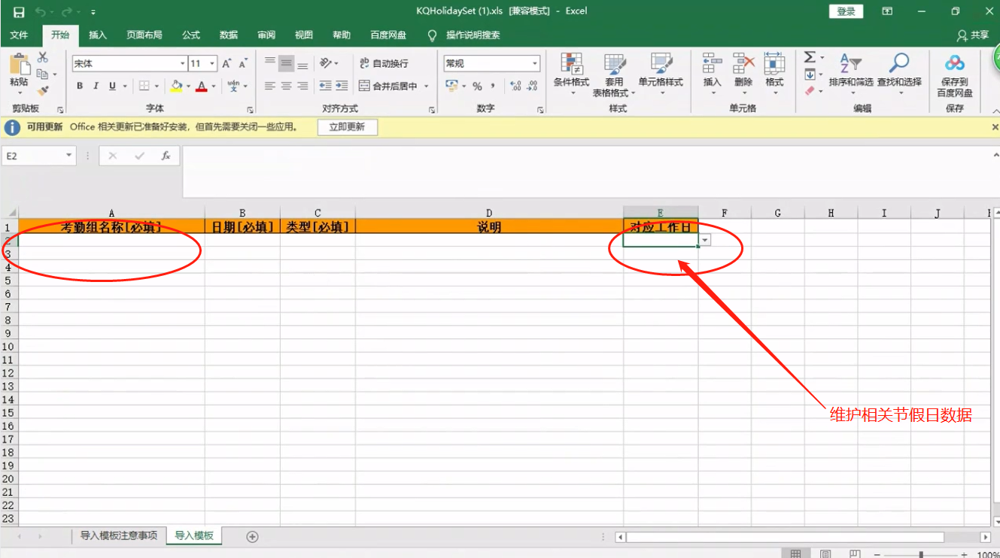 KQHolidaySet (1).xls [兼容模式] - Excel
登录
文件 开始 插入 页面布局 公式 数据 审阅 视图 帮助 百度网盘 操作说明搜索 共享
宋体 11 A A 自动换行 常规
粘贴 B I U A wén 文 合并后居中 % , 条件格式 套用 表格格式 单元格样式 插入 删除 格式 Σ A Z 排序和筛选 查找和选择 保存到 百度网盘
剪贴板 字体 对齐方式 数字 样式 单元格 编辑 保存
可用更新 Office 相关更新已准备好安装，但首先需要关闭一些应用。 立即更新
E2 fx
A B C D E F G H I J
1 考勤组名称[必填] 日期[必填] 类型[必填] 说明 对应工作日
2
3
4
5
6
7
8
9
10
11
12
13
14
15
16
17
18
19
20
21
22
23
维护相关节假日数据
导入模板注意事项 导入模板
100%